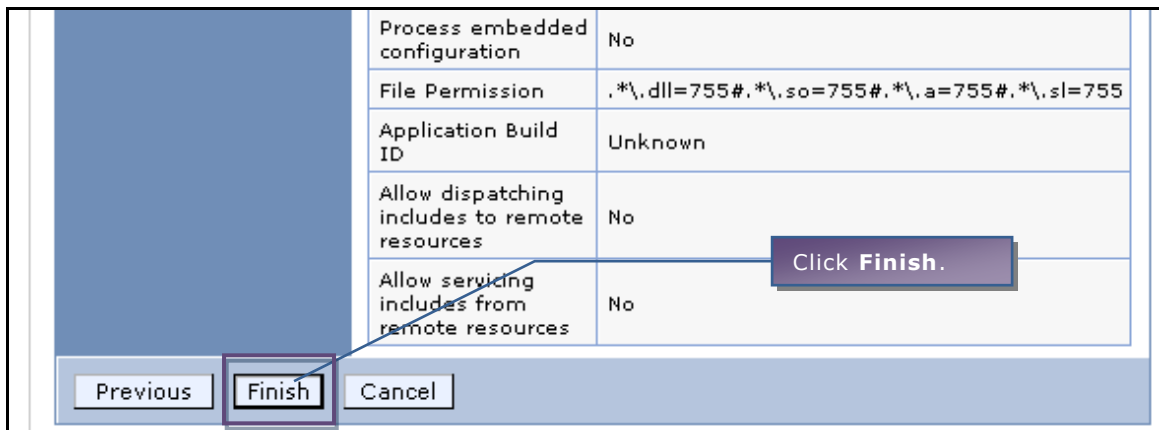 Process embedded
configuration
No
File Permission
.*\.dll=755#.*\.so=755#.*\.a=755#.*\.sl=755
Application Build
ID
Unknown
Allow dispatching
includes to remote
resources
No
Click Finish.
Allow servicing
includes from
remote resources
No
Previous
Finish
Cancel